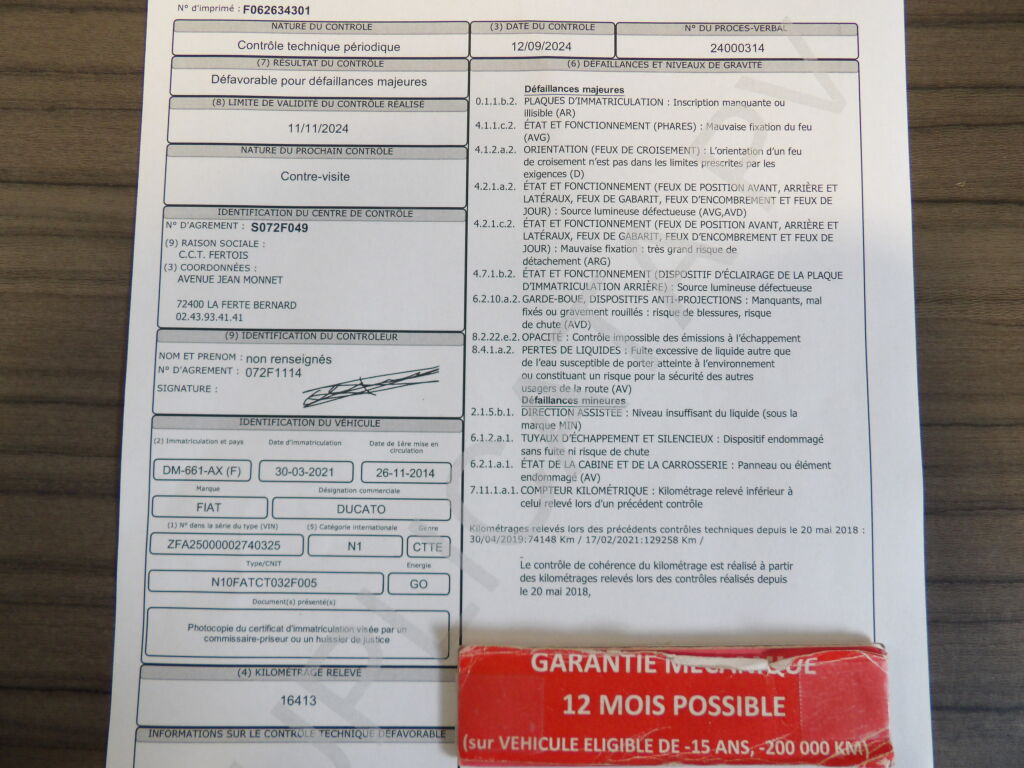 N° d'imprimé : F062634301
NATURE DU CONTRÔLE
Contrôle technique périodique
(3) DATE DU CONTROLE
12/09/2024
N° DU PROCES-VERBAL
24000314
(7) RÉSULTAT DU CONTRÔLE
Défavorable pour défaillances majeures
(8) LIMITE DE VALIDITÉ DU CONTRÔLE RÉALISÉ
11/11/2024
NATURE DU PROCHAIN CONTRÔLE
Contre-visite
IDENTIFICATION DU CENTRE DE CONTRÔLE
N° D'AGREMENT : S072F049
(9) RAISON SOCIALE :
C.C.T. FERTOIS
(3) COORDONNÉES :
AVENUE JEAN MONNET
72400 LA FERTE BERNARD
02.43.93.41.41
(9) IDENTIFICATION DU CONTRÔLEUR
NOM ET PRENOM : non renseignés
N° D'AGREMENT : 072F1114
SIGNATURE :
IDENTIFICATION DU VÉHICULE
(2) Immatriculation et pays
Date d'immatriculation
Date de 1ère mise en
circulation
DM-661-AX (F)
30-03-2021
26-11-2014
Marque
Désignation commerciale
FIAT
DUCATO
(1) N° dans la série du type (VIN)
(5) Catégorie internationale
Genre
ZFA25000002740325
N1
CTTE
Type/CNIT
Energie
N10FATCT032F005
GO
Document(s) présenté(s)
Photocopie du certificat d'immatriculation visée par un
commissaire-priseur ou un huissier de justice
(4) KILOMÉTRAGE RELEVÉ
16413
INFORMATIONS SUR LE CONTRÔLE TECHNIQUE DÉFAVORABLE
(6) DÉFAILLANCES ET NIVEAUX DE GRAVITÉ
Défaillances majeures
0.1.1.b.2. PLAQUES D'IMMATRICULATION : Inscription manquante ou
illisible (AR)
4.1.1.c.2. ÉTAT ET FONCTIONNEMENT (PHARES) : Mauvaise fixation du feu
(AVG)
4.1.2.a.2. ORIENTATION (FEUX DE CROISEMENT) : L'orientation d'un feu
de croisement n'est pas dans les limites prescrites par les
exigences (D)
4.2.1.a.2. ÉTAT ET FONCTIONNEMENT (FEUX DE POSITION AVANT, ARRIÈRE ET
LATÉRAUX, FEUX DE GABARIT, FEUX D'ENCOMBREMENT ET FEUX DE
JOUR) : Source lumineuse défectueuse (AVG,AVD)
4.2.1.c.2. ÉTAT ET FONCTIONNEMENT (FEUX DE POSITION AVANT, ARRIÈRE ET
LATÉRAUX, FEUX DE GABARIT, FEUX D'ENCOMBREMENT ET FEUX DE
JOUR) : Mauvaise fixation : très grand risque de
détachement (ARG)
4.7.1.b.2. ÉTAT ET FONCTIONNEMENT (DISPOSITIF D'ÉCLAIRAGE DE LA PLAQUE
D'IMMATRICULATION ARRIÈRE) : Source lumineuse défectueuse
6.2.10.a.2. GARDE-BOUE, DISPOSITIFS ANTI-PROJECTIONS : Manquants, mal
fixés ou gravement rouillés : risque de blessures, risque
de chute (AVD)
8.2.22.e.2. OPACITÉ : Contrôle impossible des émissions à l'échappement
8.4.1.a.2. PERTES DE LIQUIDES : Fuite excessive de liquide autre que
de l'eau susceptible de porter atteinte à l'environnement
ou constituant un risque pour la sécurité des autres
usagers de la route (AV)
Défaillances mineures
2.1.5.b.1. DIRECTION ASSISTÉE : Niveau insuffisant du liquide (sous la
marque MIN)
6.1.2.a.1. TUYAUX D'ÉCHAPPEMENT ET SILENCIEUX : Dispositif endommagé
sans fuite ni risque de chute
6.2.1.a.1. ÉTAT DE LA CABINE ET DE LA CARROSSERIE : Panneau ou élément
endommagé (AV)
7.11.1.a.1. COMPTEUR KILOMÉTRIQUE : Kilométrage relevé inférieur à
celui relevé lors d'un précédent contrôle
Kilométrages relevés lors des précédents contrôles techniques depuis le 20 mai 2018 :
30/04/2019:74148 Km / 17/02/2021:129258 Km /
Le contrôle de cohérence du kilométrage est réalisé à partir
des kilométrages relevés lors des contrôles réalisés depuis
le 20 mai 2018,
GARANTIE MÉCANIQUE
12 MOIS POSSIBLE
(sur VEHICULE ELIGIBLE DE -15 ANS, -200 000 KM)